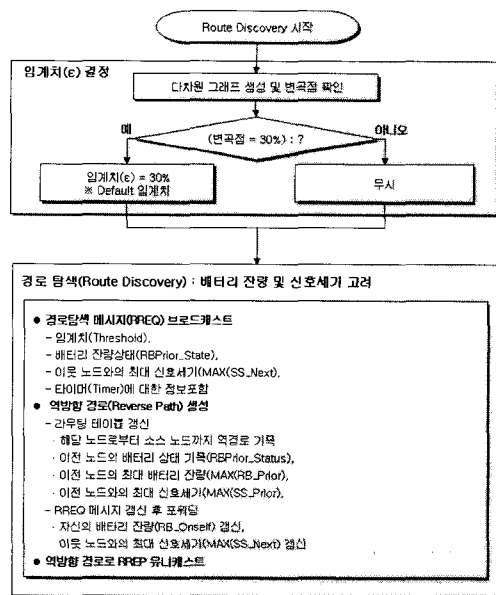 Route Discovery 시작
임계치(ε) 결정
다차원 그래프 생성 및 변곡점 확인
예
(변곡점 = 30%) : ?
아니오
임계치(ε) = 30%
※ Default 임계치
무시
경로 탐색(Route Discovery) : 배터리 잔량 및 신호세기 고려
● 경로탐색 메시지(RREQ) 브로드캐스트
- 임계치(Threshold),
- 배터리 잔량상태(RBPrior_State),
- 이웃 노드와의 최대 신호세기(MAX(SS_Next),
- 타이머(Timer)에 대한 정보포함
● 역방향 경로(Reverse Path) 생성
- 라우팅 테이블 갱신
· 해당 노드로부터 소스 노드까지 역경로 기록
· 이전 노드의 배터리 상태 기록(RBPrior_Status),
· 이전 노드의 최대 배터리 잔량(MAX(RB_Prior),
· 이전 노드와의 최대 신호세기(MAX(SS_Prior),
- RREQ 메시지 갱신 후 포워딩
· 자신의 배터리 잔량(RB_Onself) 갱신,
이웃 노드와의 최대 신호세기(MAX(SS_Next) 갱신
● 역방향 경로로 RREP 유니캐스트